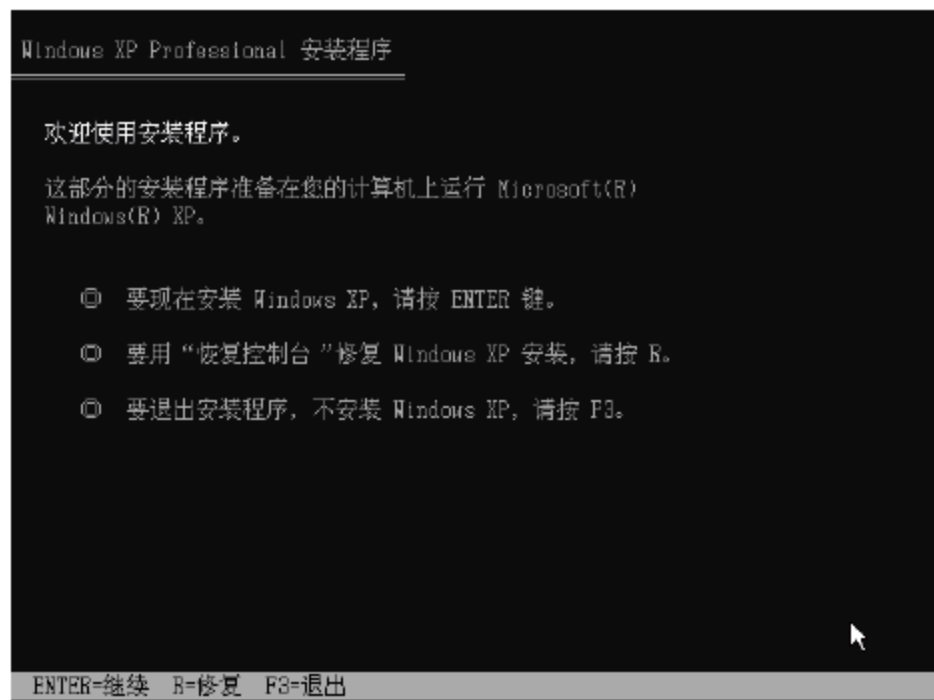 Windows XP Professional 安装程序
欢迎使用安装程序。
这部分的安装程序准备在您的计算机上运行 Microsoft(R)
Windows(R) XP。
◎ 要现在安装 Windows XP，请按 ENTER 键。
◎ 要用“恢复控制台”修复 Windows XP 安装，请按 R。
◎ 要退出安装程序，不安装 Windows XP，请按 F3。
ENTER=继续 R=修复 F3=退出